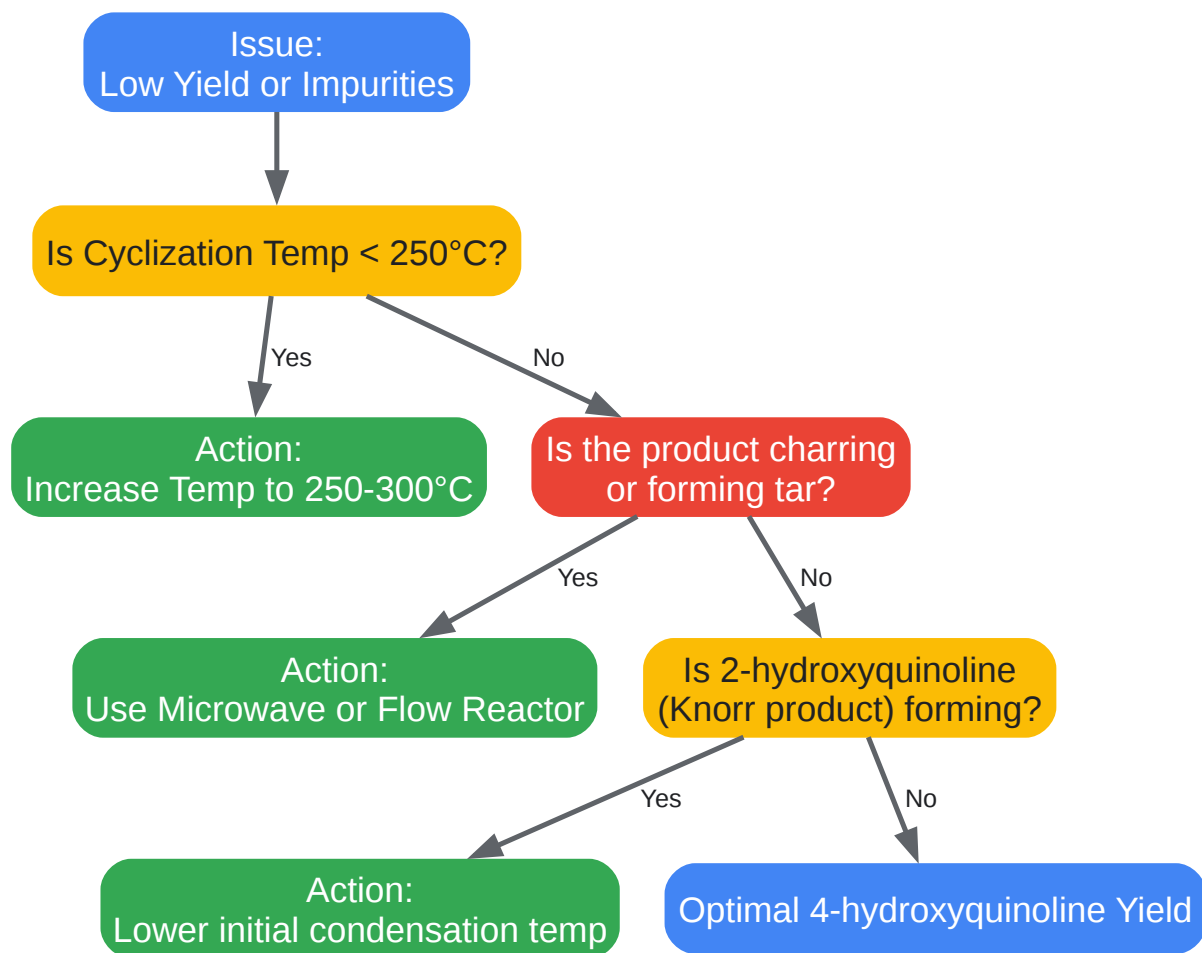 Issue:
Low Yield or Impurities
Is Cyclization Temp < 250°C?
Yes
No
Action:
Increase Temp to 250-300°C
Is the product charring
or forming tar?
Yes
No
Action:
Use Microwave or Flow Reactor
Is 2-hydroxyquinoline
(Knorr product) forming?
Yes
No
Action:
Lower initial condensation temp
Optimal 4-hydroxyquinoline Yield